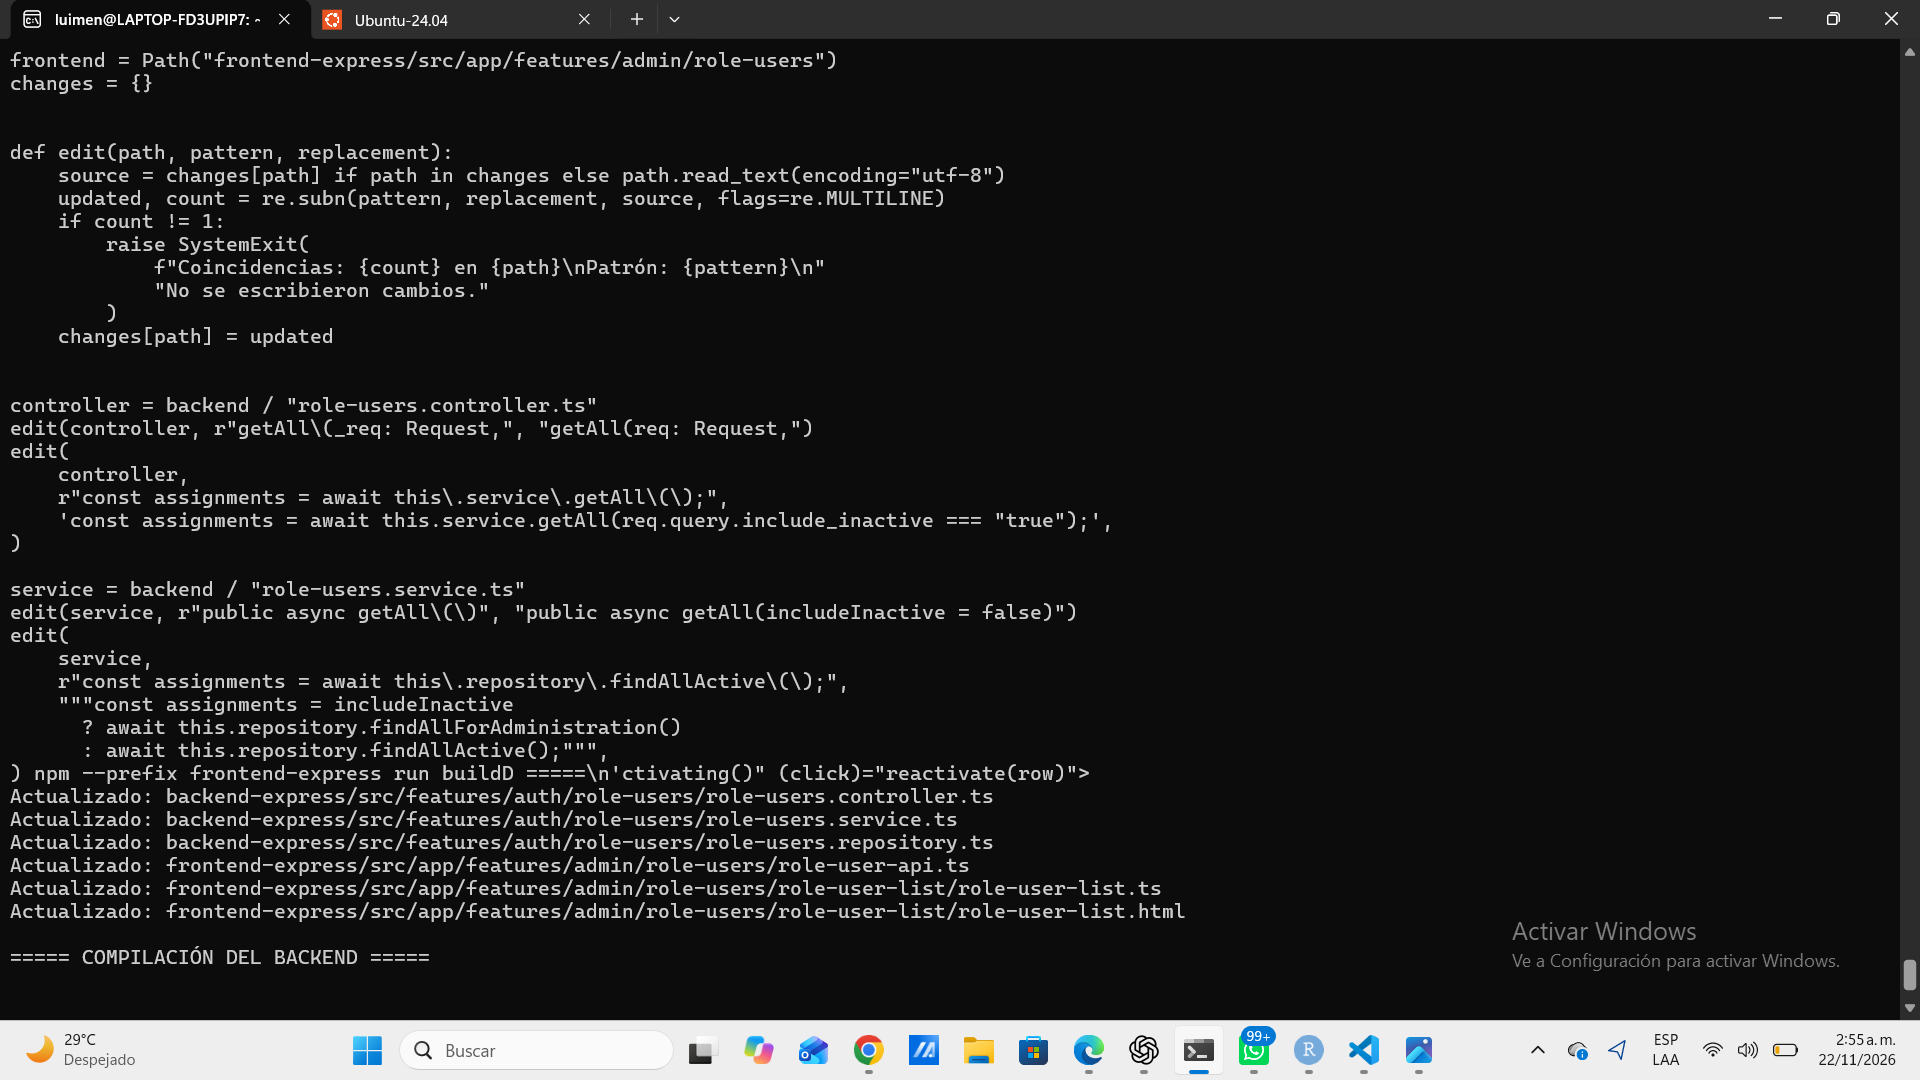 luimen@LAPTOP-FD3UPIP7: ~
Ubuntu-24.04
frontend = Path("frontend-express/src/app/features/admin/role-users")
changes = {}
def edit(path, pattern, replacement):
    source = changes[path] if path in changes else path.read_text(encoding="utf-8")
    updated, count = re.subn(pattern, replacement, source, flags=re.MULTILINE)
    if count != 1:
        raise SystemExit(
            f"Coincidencias: {count} en {path}\nPatrón: {pattern}\n"
            "No se escribieron cambios."
        )
    changes[path] = updated
controller = backend / "role-users.controller.ts"
edit(controller, r"getAll\(_req: Request,", "getAll(req: Request,")
edit(
    controller,
    r"const assignments = await this\.service\.getAll\(\);",
    'const assignments = await this.service.getAll(req.query.include_inactive === "true");',
)
service = backend / "role-users.service.ts"
edit(service, r"public async getAll\(\)", "public async getAll(includeInactive = false)")
edit(
    service,
    r"const assignments = await this\.repository\.findAllActive\(\);",
    """const assignments = includeInactive
      ? await this.repository.findAllForAdministration()
      : await this.repository.findAllActive();""",
) npm --prefix frontend-express run buildD =====\n'ctivating()" (click)="reactivate(row)">
Actualizado: backend-express/src/features/auth/role-users/role-users.controller.ts
Actualizado: backend-express/src/features/auth/role-users/role-users.service.ts
Actualizado: backend-express/src/features/auth/role-users/role-users.repository.ts
Actualizado: frontend-express/src/app/features/admin/role-users/role-user-api.ts
Actualizado: frontend-express/src/app/features/admin/role-users/role-user-list/role-user-list.ts
Actualizado: frontend-express/src/app/features/admin/role-users/role-user-list/role-user-list.html
===== COMPILACIÓN DEL BACKEND =====
Activar Windows
Ve a Configuración para activar Windows.
29°C
Despejado
Buscar
99+
ESP
LAA
2:55 a. m.
22/11/2026